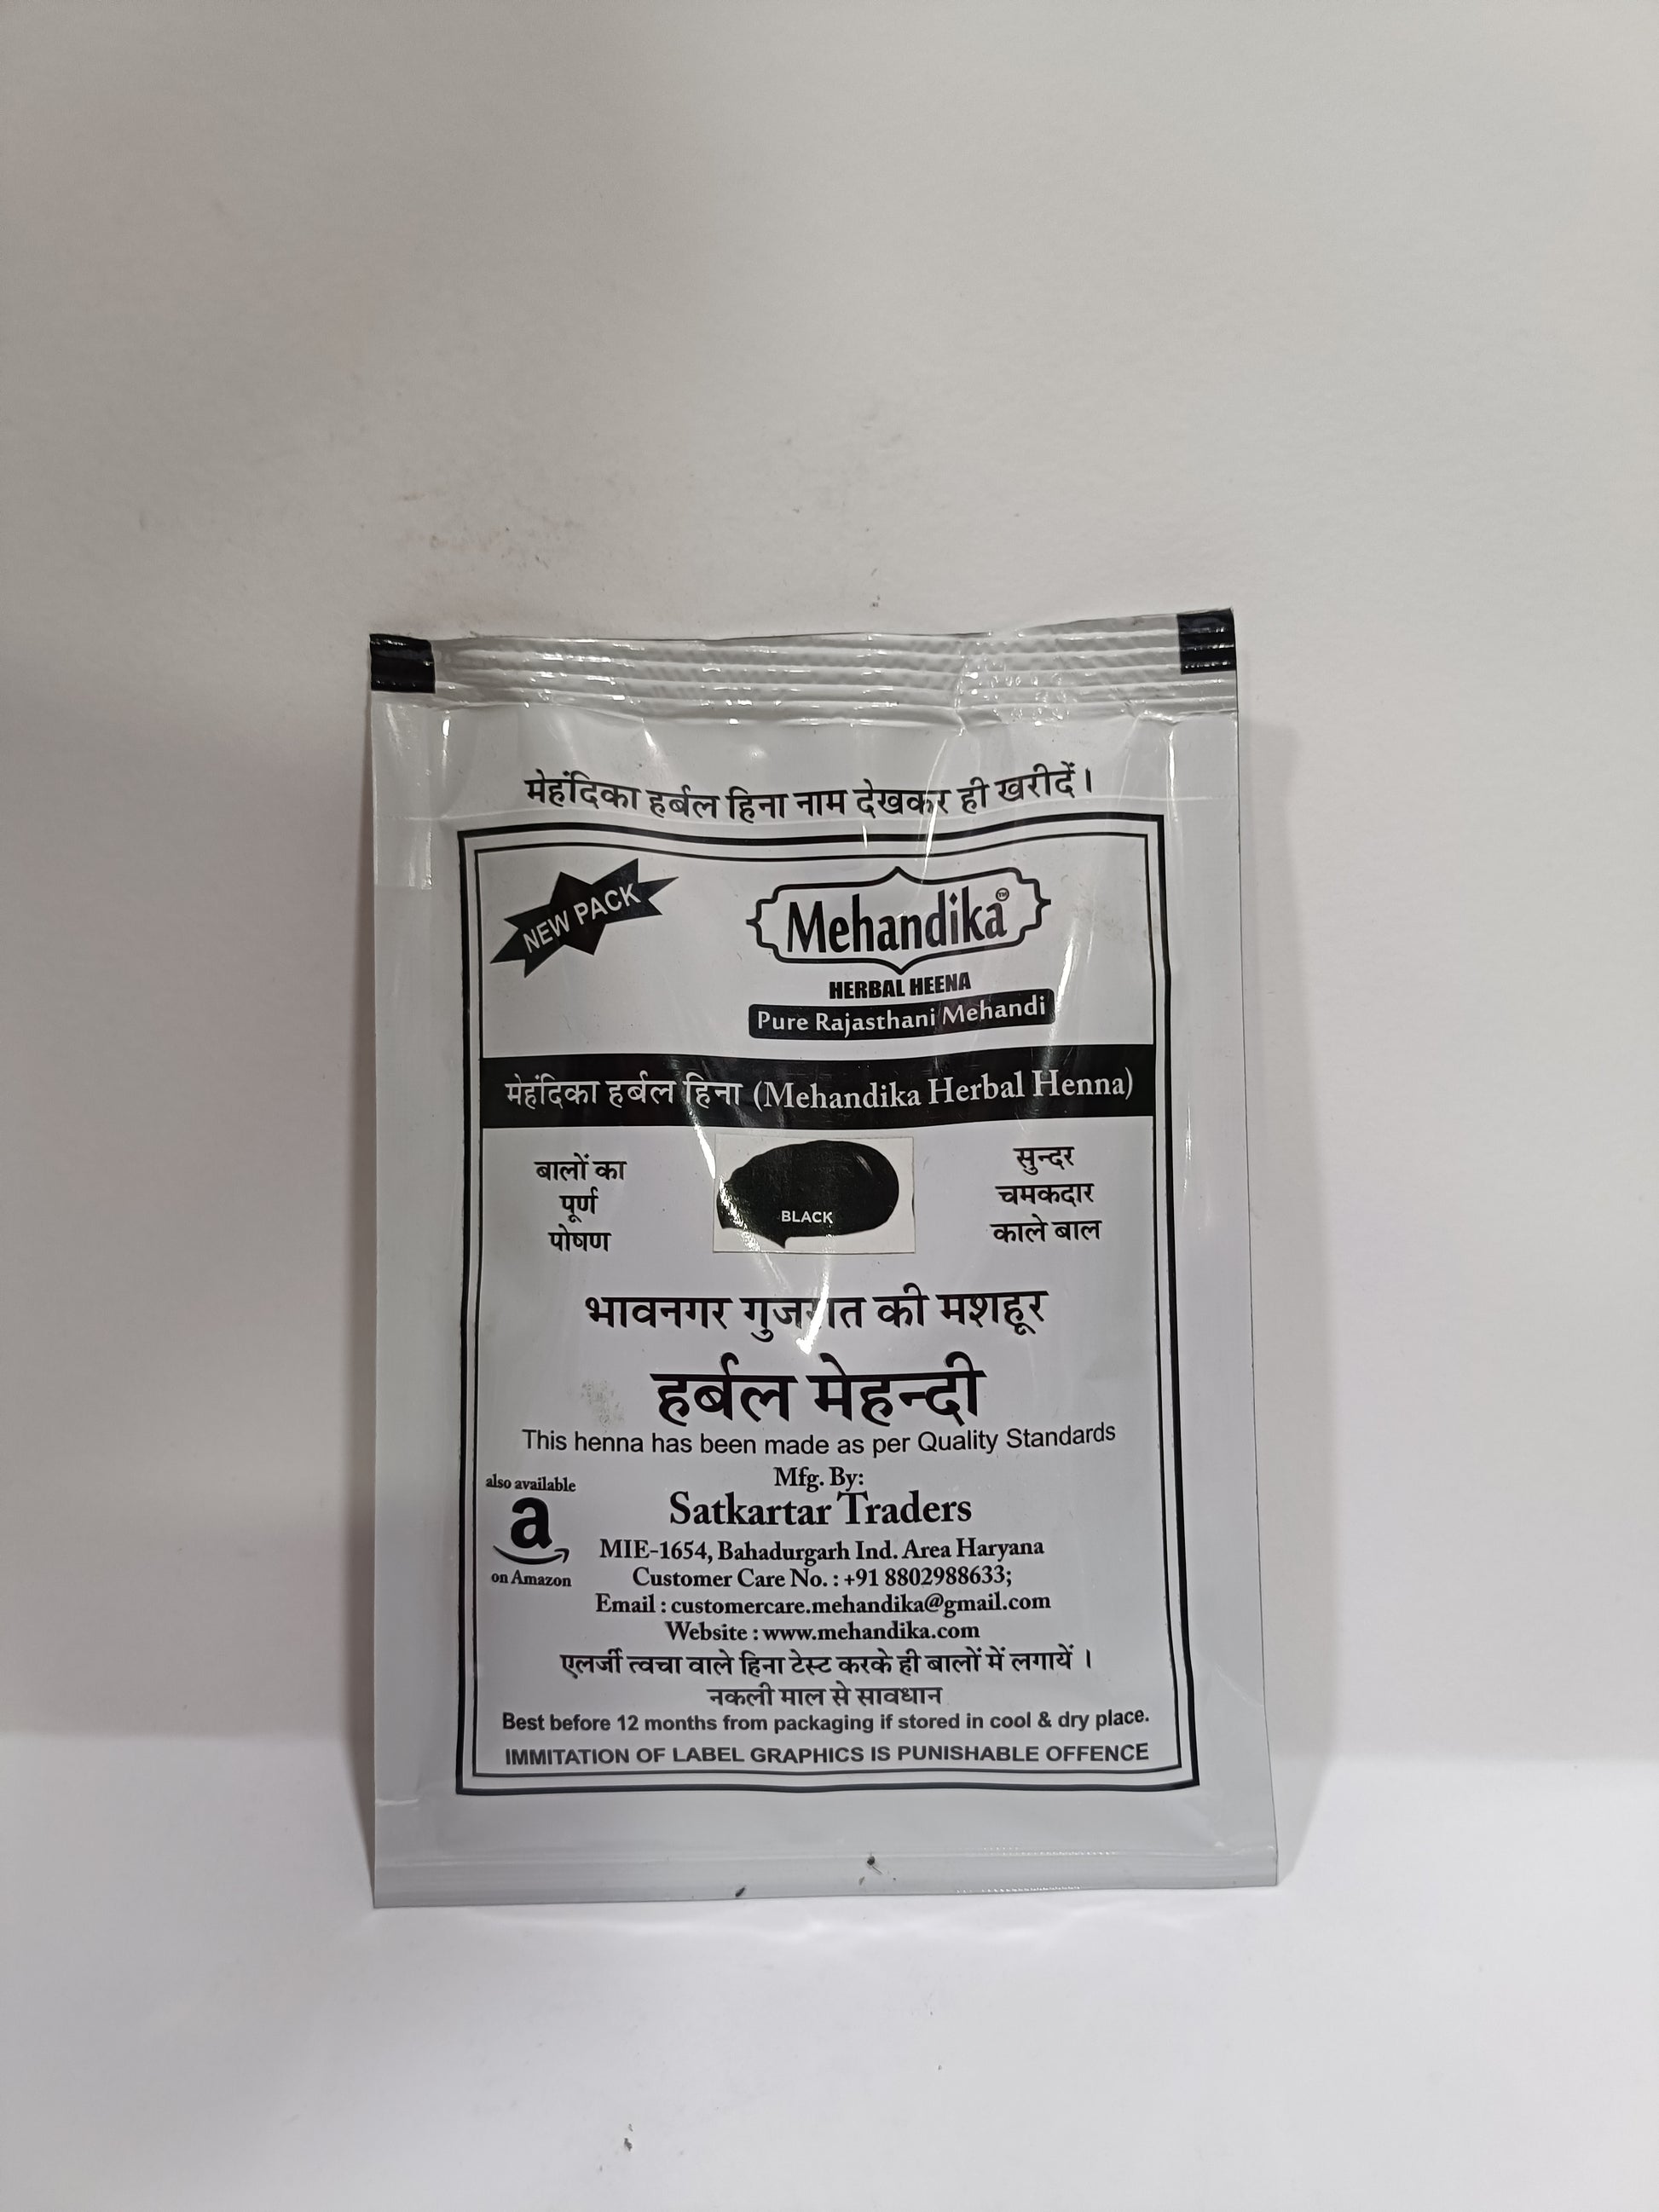 मेहंदिका हर्बल हिना नाम देखकर ही खरीदें।
NEW PACK
Mehandika™
HERBAL HEENA
Pure Rajasthani Mehandi
मेहंदिका हर्बल हिना (Mehandika Herbal Henna)
बालों का
पूर्ण
पोषण
BLACK
सुन्दर
चमकदार
काले बाल
भावनगर गुजरात की मशहूर
हर्बल मेहन्दी
This henna has been made as per Quality Standards
also available
a
on Amazon
Mfg. By:
Satkartar Traders
MIE-1654, Bahadurgarh Ind. Area Haryana
Customer Care No. : +91 8802988633;
Email : customercare.mehandika@gmail.com
Website : www.mehandika.com
एलर्जी त्वचा वाले हिना टेस्ट करके ही बालों में लगायें ।
नकली माल से सावधान
Best before 12 months from packaging if stored in cool & dry place.
IMMITATION OF LABEL GRAPHICS IS PUNISHABLE OFFENCE